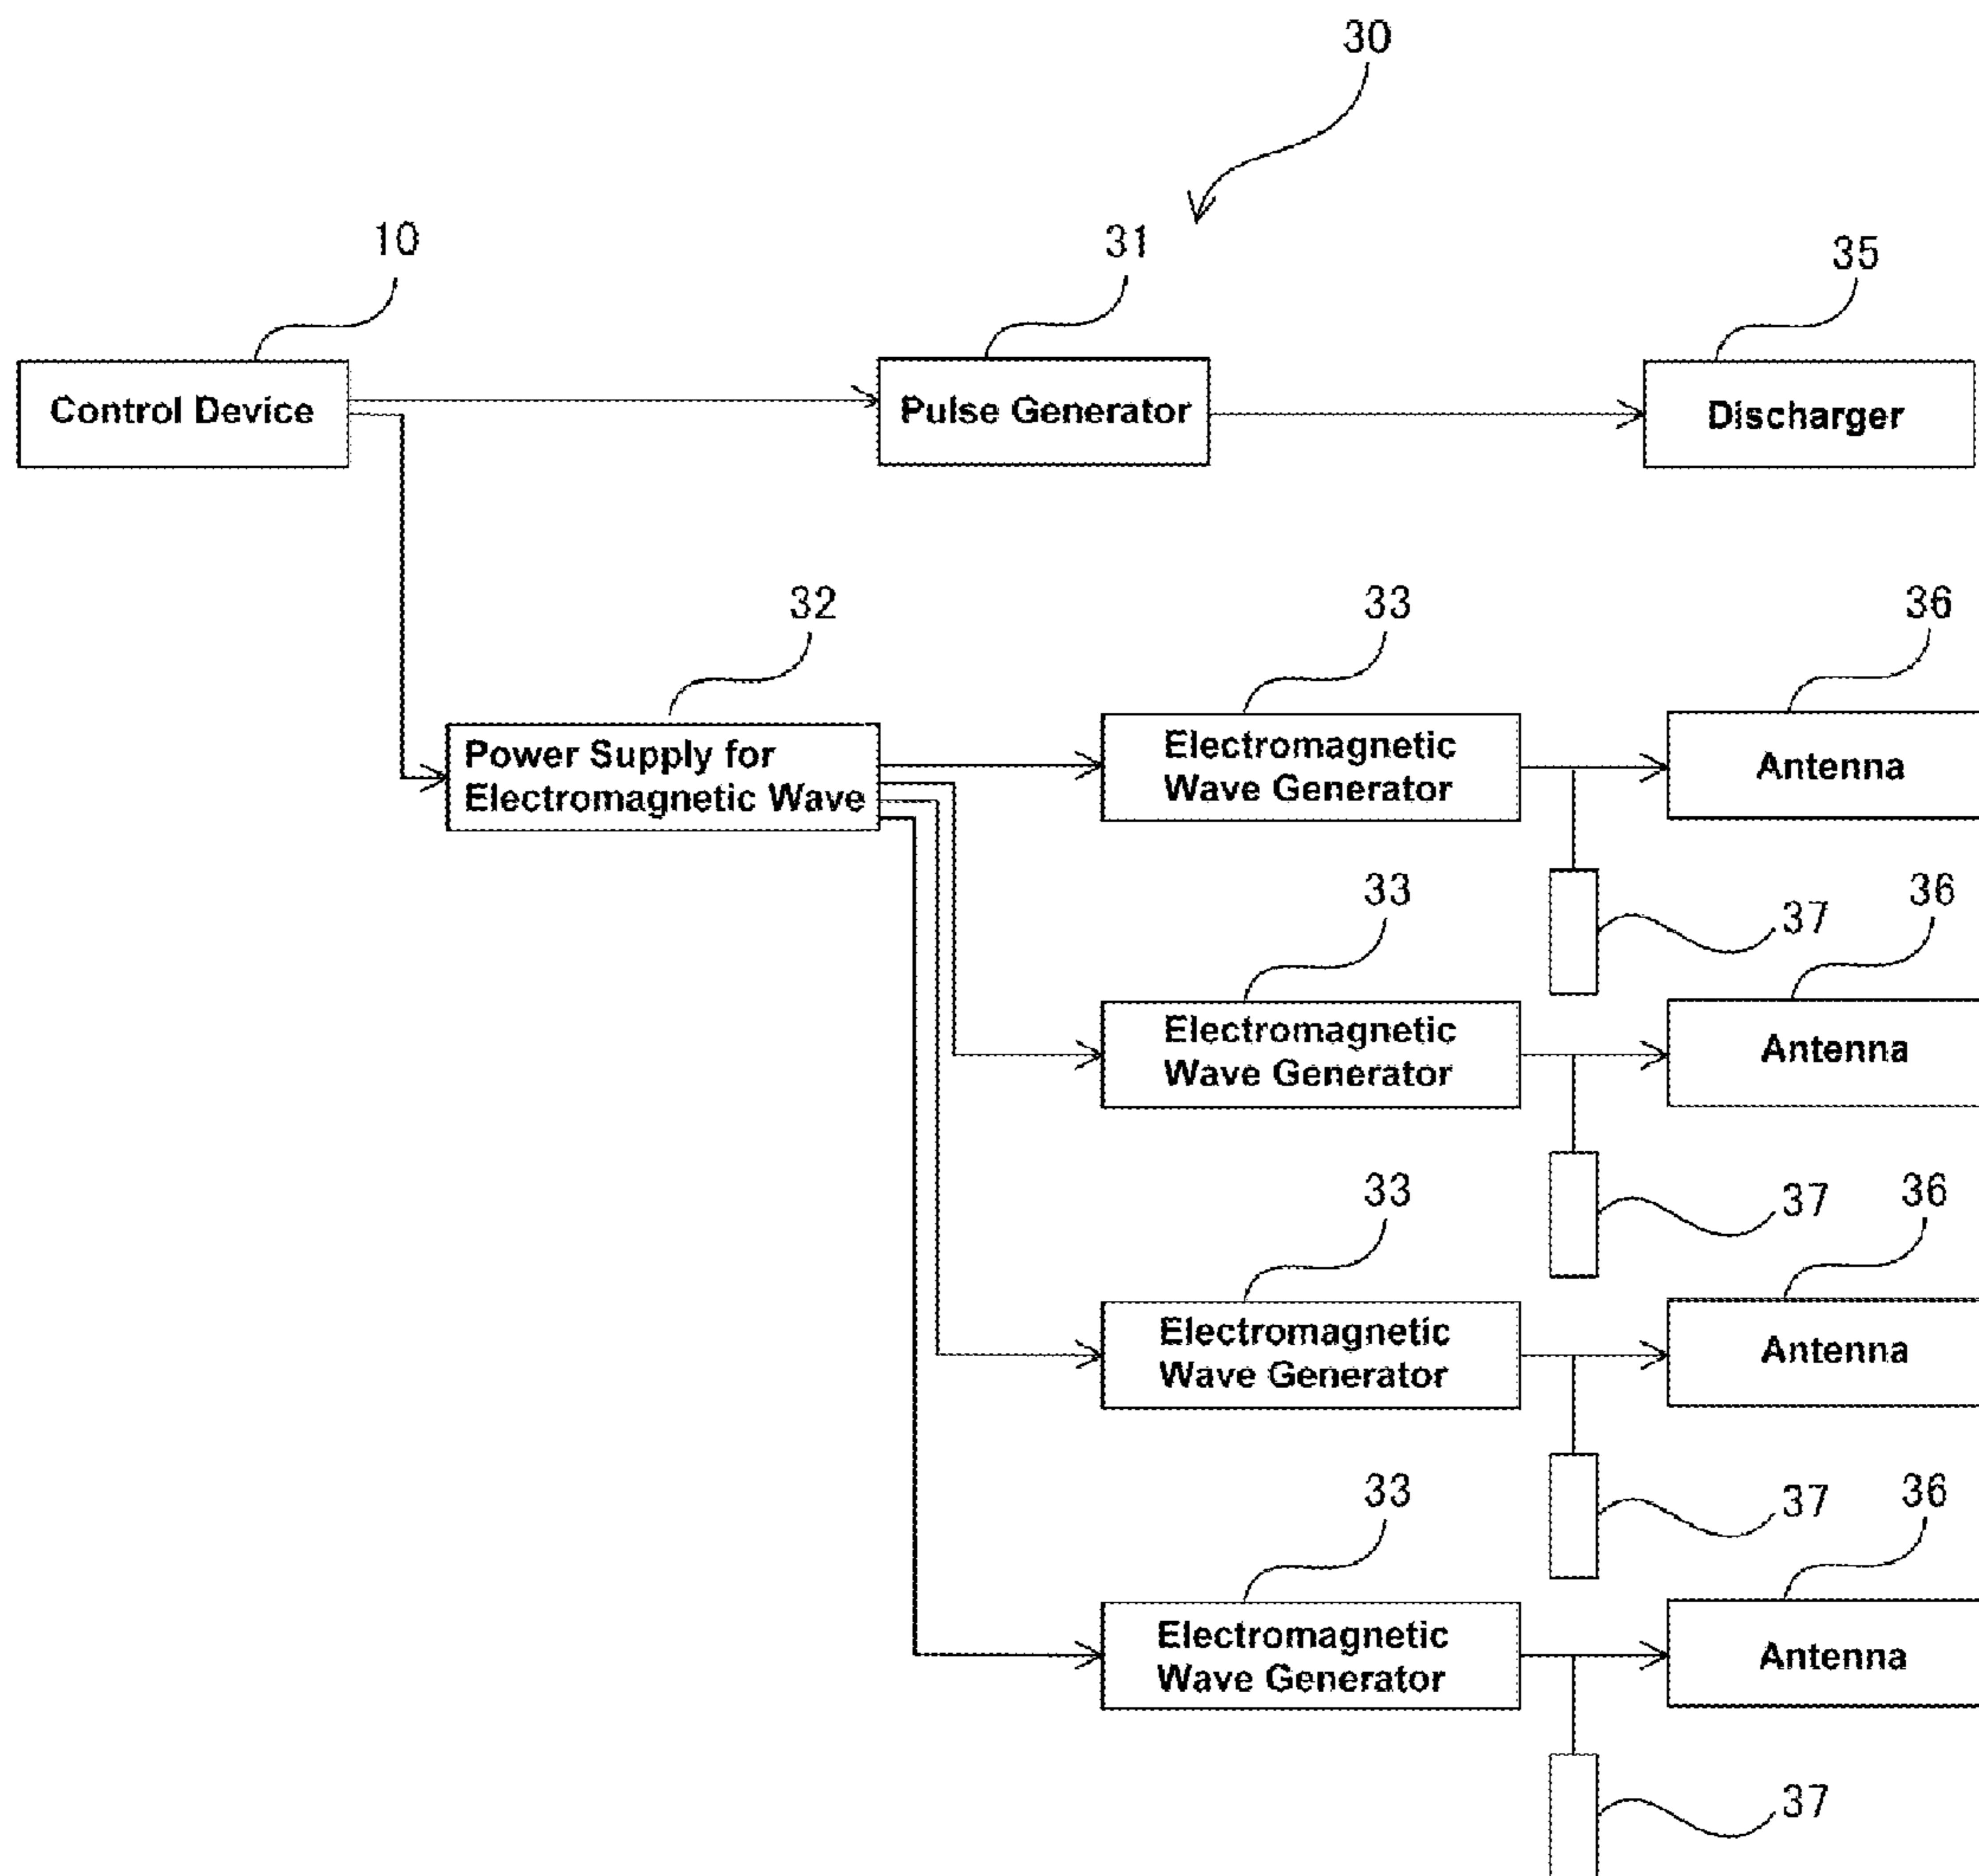 30
10
31
35
Control Device
Pulse Generator
Discharger
32
33
36
Power Supply for
Electromagnetic Wave
Electromagnetic
Wave Generator
Antenna
33
37
36
Electromagnetic
Wave Generator
Antenna
33
37
36
Electromagnetic
Wave Generator
Antenna
33
37
36
Electromagnetic
Wave Generator
Antenna
37